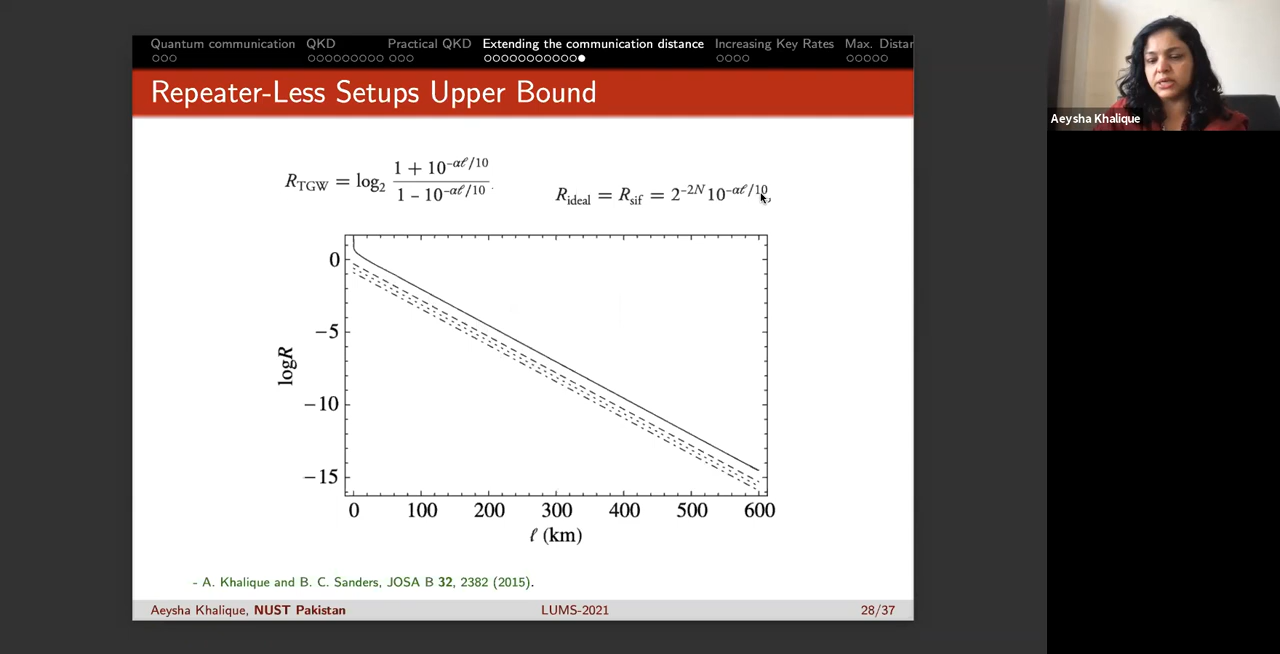 Quantum communication QKD Practical QKD Extending the communication distance Increasing Key Rates Max. Distar
Repeater-Less Setups Upper Bound
R_TGW = log₂ (1 + 10^{-αℓ/10}) / (1 − 10^{-αℓ/10}).
R_ideal = R_sif = 2^{-2N} 10^{-αℓ/10},
0
−5
−10
−15
logR
0 100 200 300 400 500 600
ℓ (km)
- A. Khalique and B. C. Sanders, JOSA B 32, 2382 (2015).
Aeysha Khalique, NUST Pakistan LUMS-2021 28/37
Aeysha Khalique